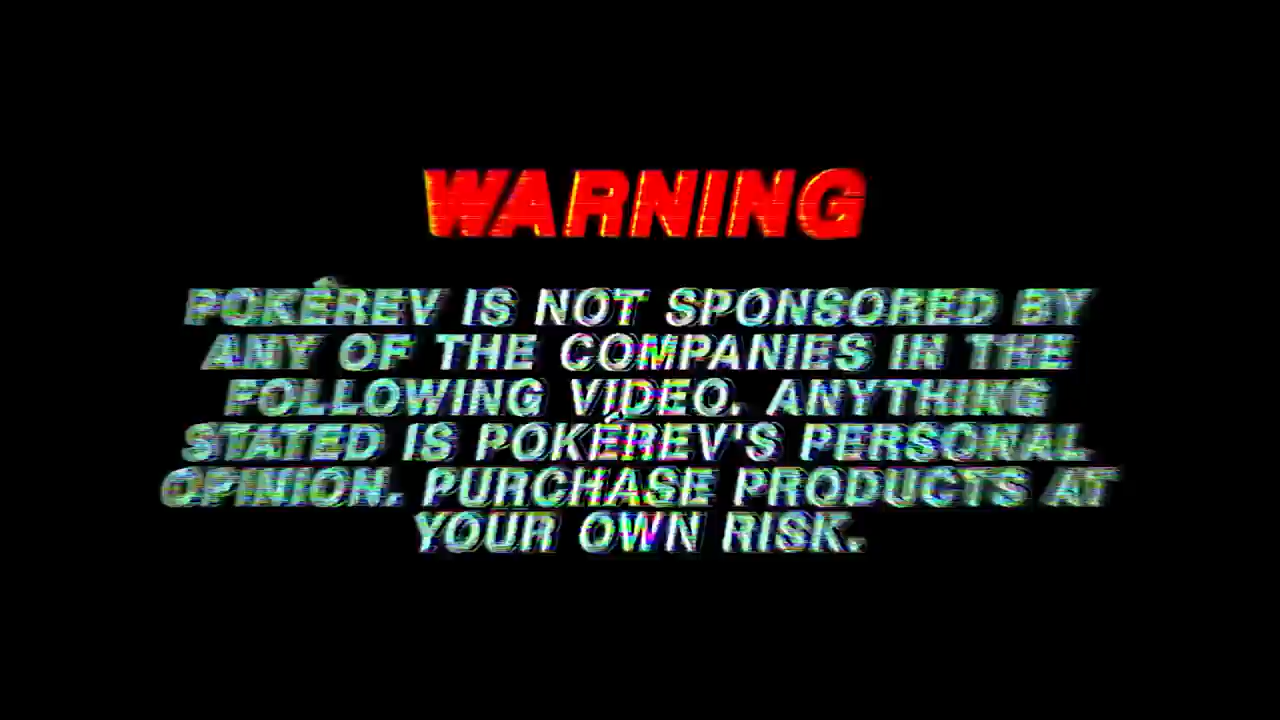 WARNING
POKÉREV IS NOT SPONSORED BY
ANY OF THE COMPANIES IN THE
FOLLOWING VIDEO. ANYTHING
STATED IS POKÉREV'S PERSONAL
OPINION. PURCHASE PRODUCTS AT
YOUR OWN RISK.